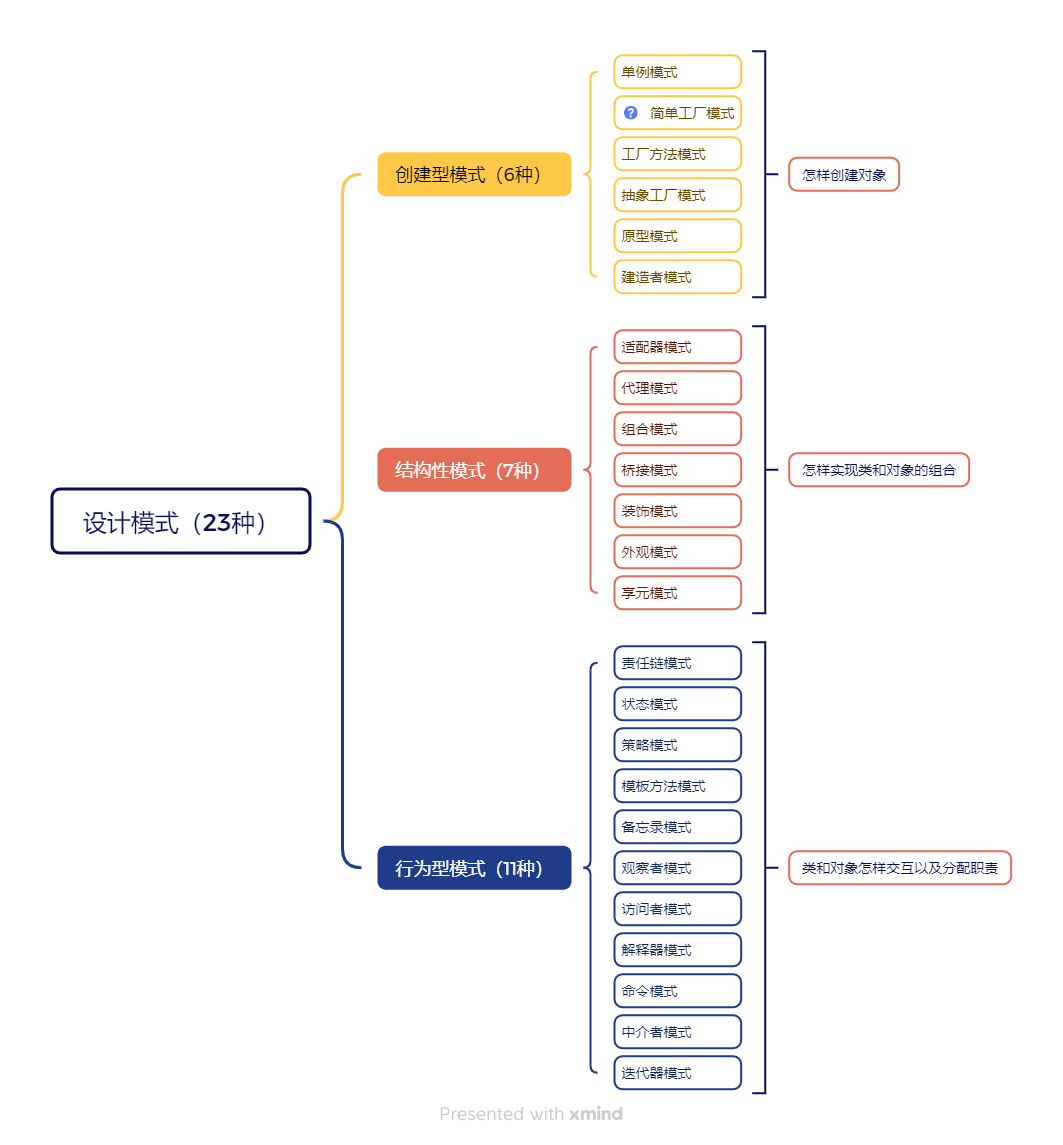 设计模式（23种）
创建型模式（6种）
单例模式
简单工厂模式
工厂方法模式
抽象工厂模式
原型模式
建造者模式
怎样创建对象
结构性模式（7种）
适配器模式
代理模式
组合模式
桥接模式
装饰模式
外观模式
享元模式
怎样实现类和对象的组合
行为型模式（11种）
责任链模式
状态模式
策略模式
模板方法模式
备忘录模式
观察者模式
访问者模式
解释器模式
命令模式
中介者模式
迭代器模式
类和对象怎样交互以及分配职责
Presented with xmind